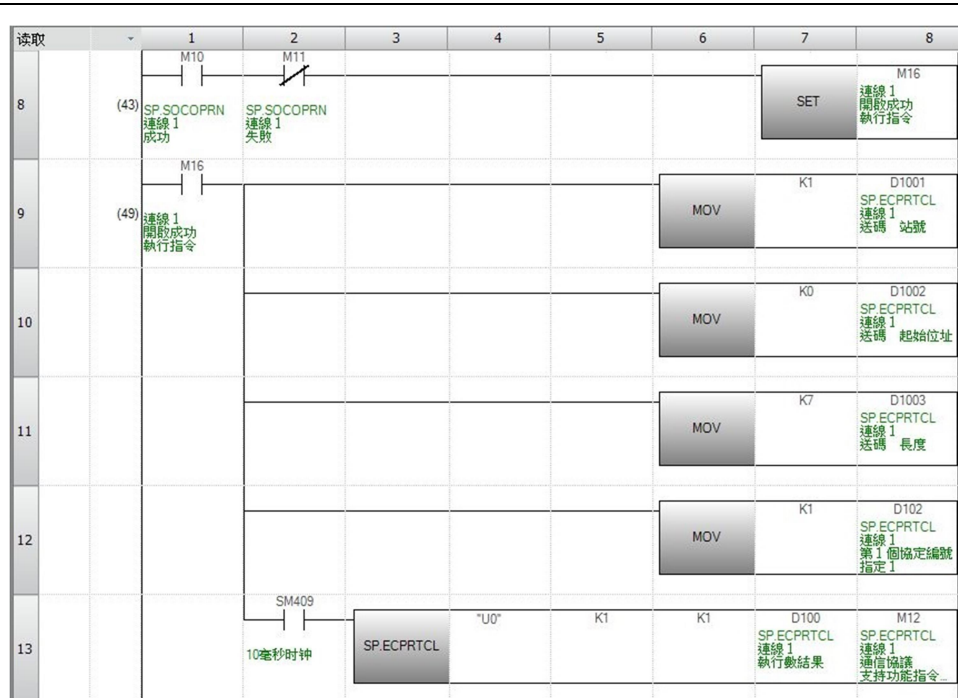 读取 1 2 3 4 5 6 7 8
M10 M11 M16
8 (43) SP.SOCOPRN SP.SOCOPRN SET 連線 1
連線 1 連線 1 開啟成功
成功 失敗 執行指令
M16 K1 D1001
9 (49) 連線 1 MOV SP.ECPRTCL
開啟成功 連線 1
執行指令 送碼 站號
K0 D1002
10 MOV SP.ECPRTCL
連線 1
送碼 起始位址
K7 D1003
11 MOV SP.ECPRTCL
連線 1
送碼 長度
K1 D102
12 MOV SP.ECPRTCL
連線 1
第 1 個協定編號
指定 1
SM409 "U0" K1 K1 D100 M12
13 10毫秒时钟 SP.ECPRTCL SP.ECPRTCL SP.ECPRTCL
連線 1 連線 1
執行數結果 通信協議
支持功能指令...